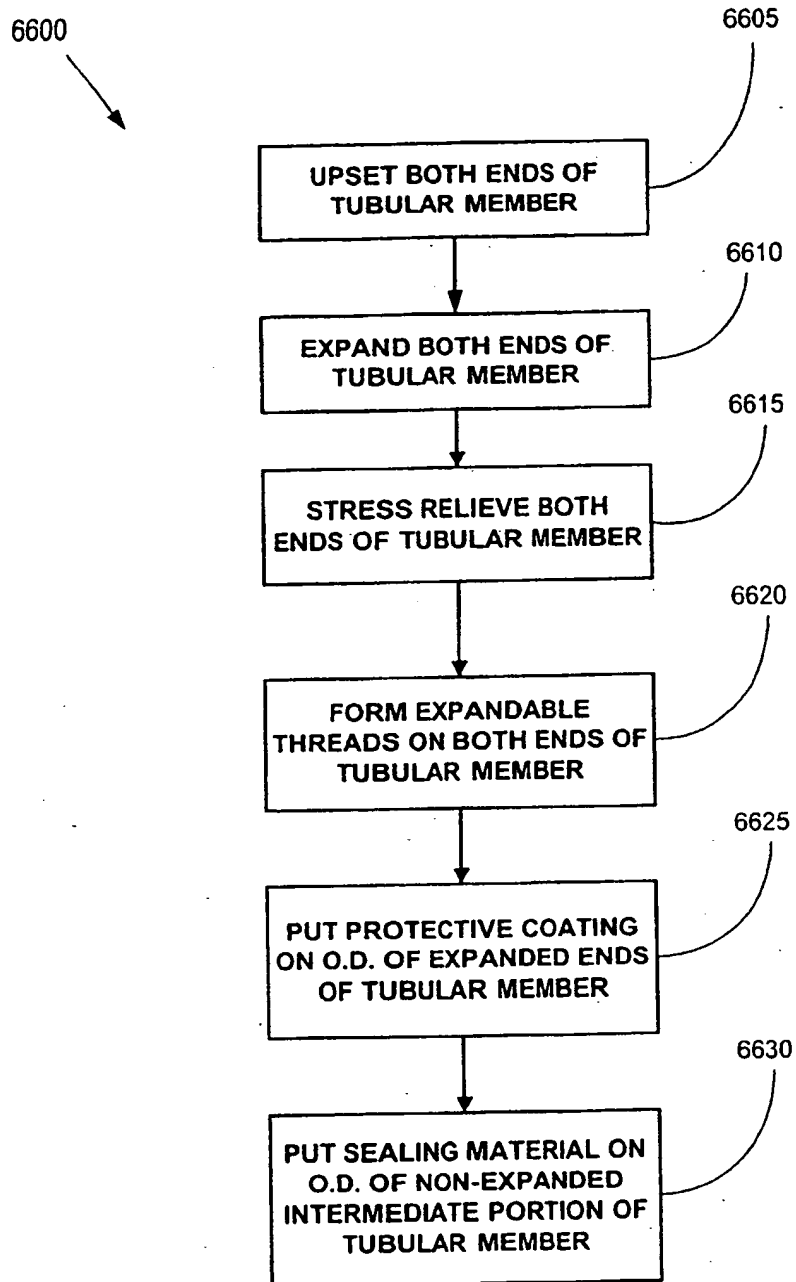 6600
6605
UPSET BOTH ENDS OF
TUBULAR MEMBER
6610
EXPAND BOTH ENDS OF
TUBULAR MEMBER
6615
STRESS RELIEVE BOTH
ENDS OF TUBULAR MEMBER
6620
FORM EXPANDABLE
THREADS ON BOTH ENDS OF
TUBULAR MEMBER
6625
PUT PROTECTIVE COATING
ON O.D. OF EXPANDED ENDS
OF TUBULAR MEMBER
6630
PUT SEALING MATERIAL ON
O.D. OF NON-EXPANDED
INTERMEDIATE PORTION OF
TUBULAR MEMBER